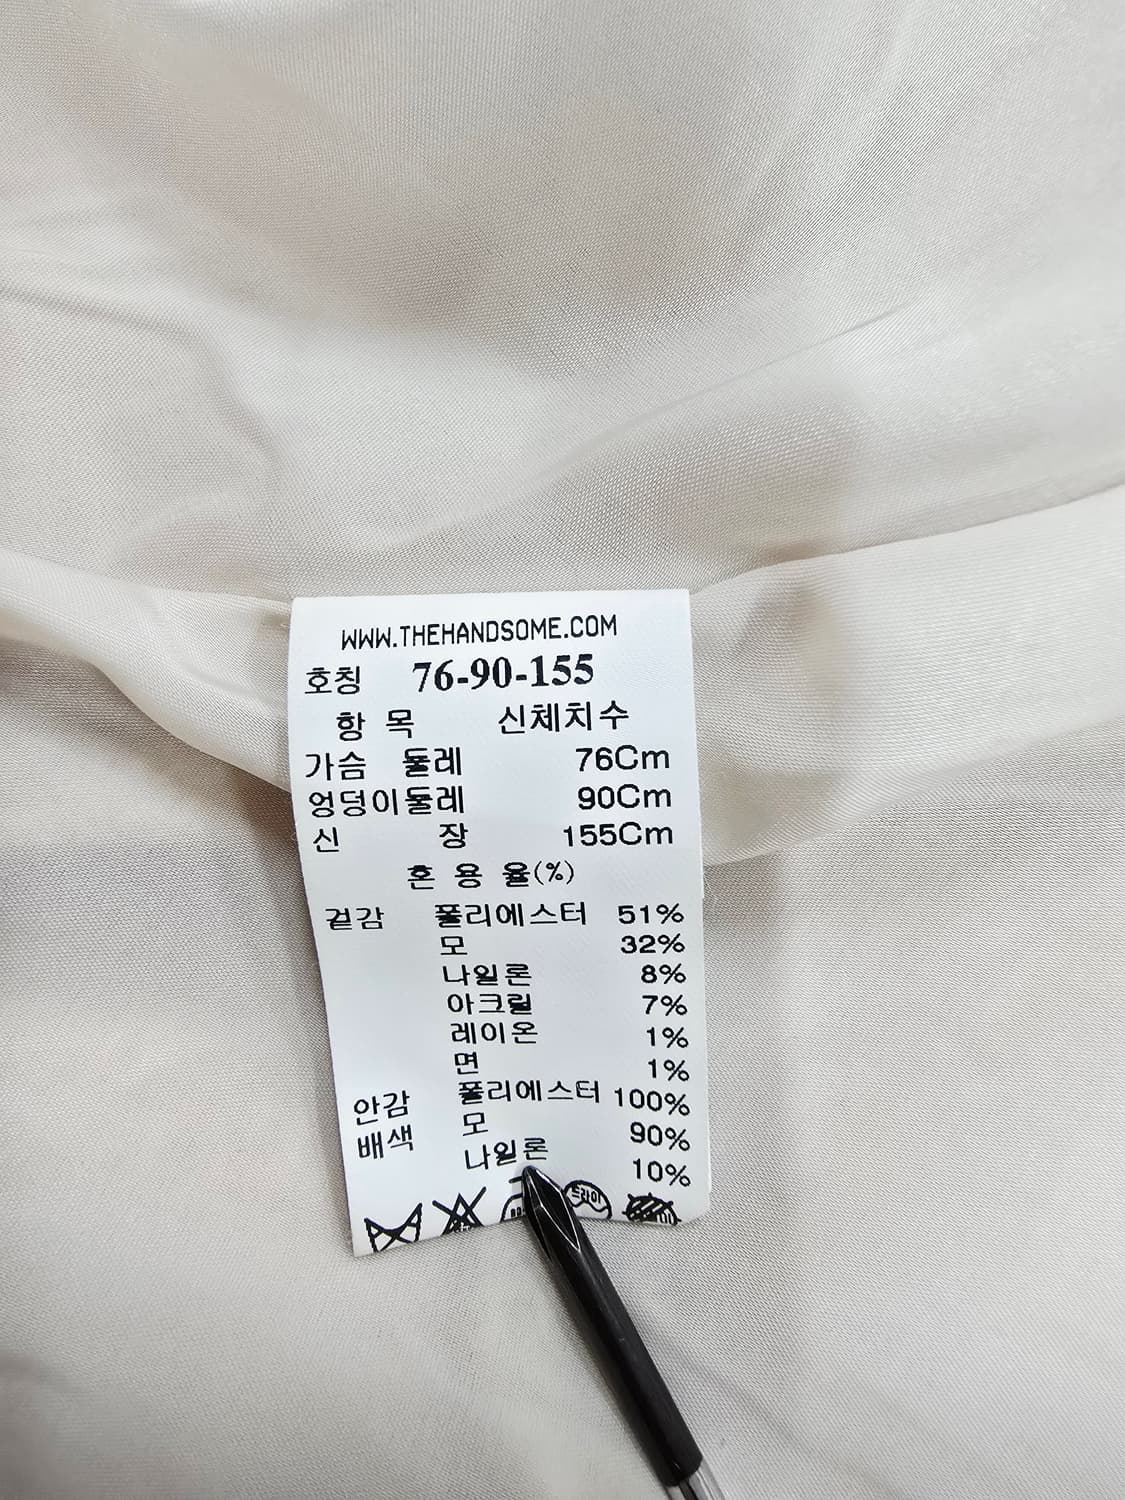 WWW.THEHANDSOME.COM
호칭 76-90-155
항 목 신체치수
가슴 둘레 76Cm
엉덩이둘레 90Cm
신 장 155Cm
혼 용 율(%)
겉감 폴리에스터 51%
모 32%
나일론 8%
아크릴 7%
레이온 1%
면 1%
안감 폴리에스터 100%
배색 모 90%
나일론 10%
드라이